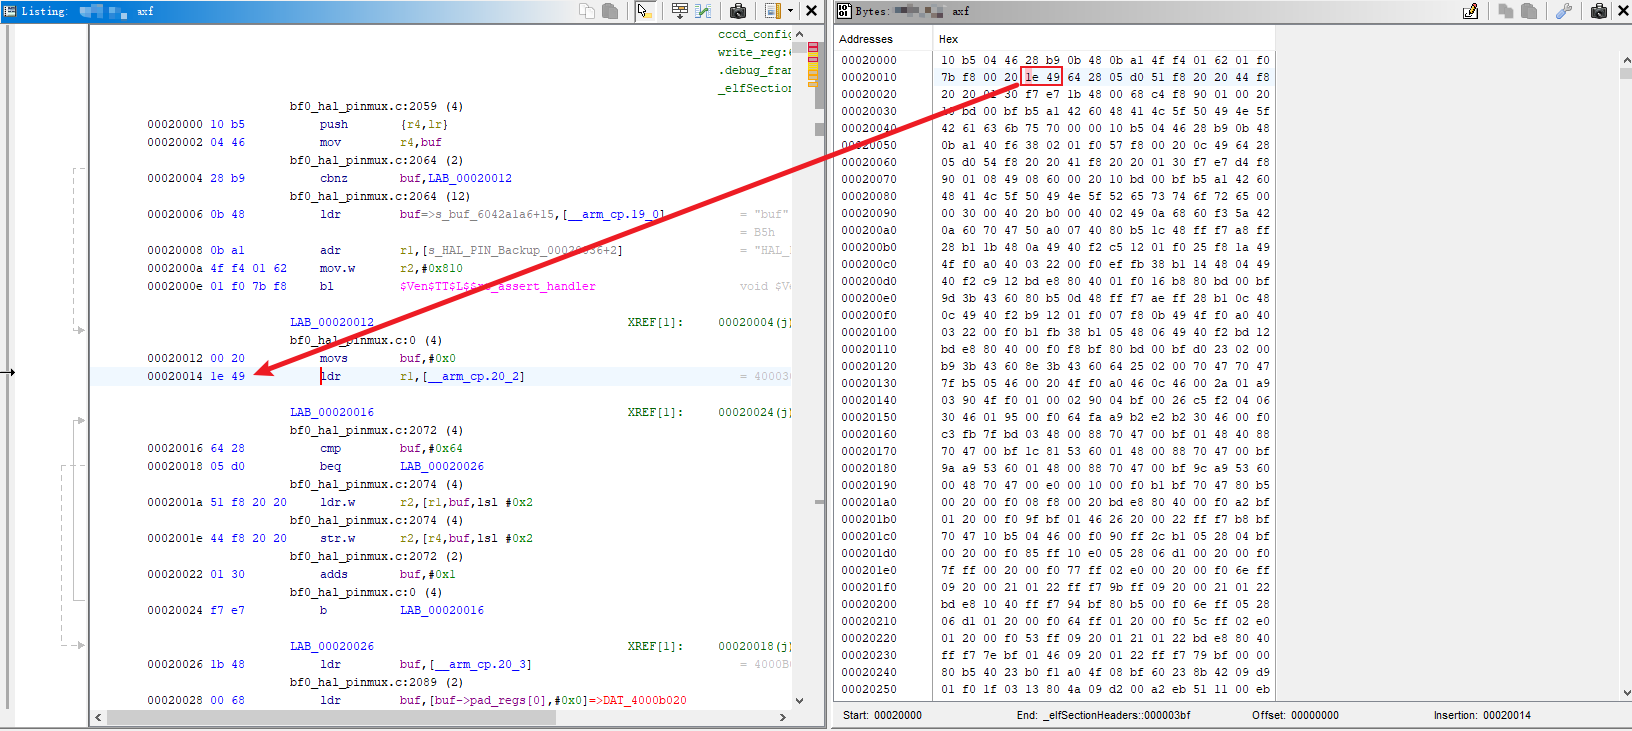 Listing: axf
cccd_config
write_reg:6
.debug_fran
_elfSection
bf0_hal_pinmux.c:2059 (4)
00020000 10 b5 push {r4,lr}
00020002 04 46 mov r4,buf
bf0_hal_pinmux.c:2064 (2)
00020004 28 b9 cbnz buf,LAB_00020012
bf0_hal_pinmux.c:2064 (12)
00020006 0b 48 ldr buf=>s_buf_6042a1a6+15,[__arm_cp.19_0] = "buf"
= B5h
00020008 0b a1 adr r1,[s_HAL_PIN_Backup_00020036+2] = "HAL_
0002000a 4f f4 01 62 mov.w r2,#0x810
0002000e 01 f0 7b f8 bl $Ven$TT$L$$rt_assert_handler void $Ve
LAB_00020012 XREF[1]: 00020004(j)
bf0_hal_pinmux.c:0 (4)
00020012 00 20 movs buf,#0x0
00020014 1e 49 ldr r1,[__arm_cp.20_2] = 400030
LAB_00020016 XREF[1]: 00020024(j)
bf0_hal_pinmux.c:2072 (4)
00020016 64 28 cmp buf,#0x64
00020018 05 d0 beq LAB_00020026
bf0_hal_pinmux.c:2074 (4)
0002001a 51 f8 20 20 ldr.w r2,[r1,buf,lsl #0x2
bf0_hal_pinmux.c:2074 (4)
0002001e 44 f8 20 20 str.w r2,[r4,buf,lsl #0x2
bf0_hal_pinmux.c:2072 (2)
00020022 01 30 adds buf,#0x1
bf0_hal_pinmux.c:0 (4)
00020024 f7 e7 b LAB_00020016
LAB_00020026 XREF[1]: 00020018(j)
00020026 1b 48 ldr buf,[__arm_cp.20_3] = 4000B0
bf0_hal_pinmux.c:2089 (2)
00020028 00 68 ldr buf,[buf->pad_regs[0],#0x0]=>DAT_4000b020
Bytes: axf
Addresses Hex
00020000 10 b5 04 46 28 b9 0b 48 0b a1 4f f4 01 62 01 f0
00020010 7b f8 00 20 1e 49 64 28 05 d0 51 f8 20 20 44 f8
00020020 20 20 01 30 f7 e7 1b 48 00 68 c4 f8 90 01 00 20
00020030 10 bd 00 bf b5 a1 42 60 48 41 4c 5f 50 49 4e 5f
00020040 42 61 63 6b 75 70 00 00 10 b5 04 46 28 b9 0b 48
00020050 0b a1 40 f6 38 02 01 f0 57 f8 00 20 0c 49 64 28
00020060 05 d0 54 f8 20 20 41 f8 20 20 01 30 f7 e7 d4 f8
00020070 90 01 08 49 08 60 00 20 10 bd 00 bf b5 a1 42 60
00020080 48 41 4c 5f 50 49 4e 5f 52 65 73 74 6f 72 65 00
00020090 00 30 00 40 20 b0 00 40 02 49 0a 68 60 f3 5a 42
000200a0 0a 60 70 47 50 a0 07 40 80 b5 1c 48 ff f7 a8 ff
000200b0 28 b1 1b 48 0a 49 40 f2 c5 12 01 f0 25 f8 1a 49
000200c0 4f f0 a0 40 03 22 00 f0 ef fb 38 b1 14 48 04 49
000200d0 40 f2 c9 12 bd e8 80 40 01 f0 16 b8 80 bd 00 bf
000200e0 9d 3b 43 60 80 b5 0d 48 ff f7 ae ff 28 b1 0c 48
000200f0 0c 49 40 f2 b9 12 01 f0 07 f8 0b 49 4f f0 a0 40
00020100 03 22 00 f0 b1 fb 38 b1 05 48 06 49 40 f2 bd 12
00020110 bd e8 80 40 00 f0 f8 bf 80 bd 00 bf d0 23 02 00
00020120 b9 3b 43 60 8e 3b 43 60 64 25 02 00 70 47 70 47
00020130 7f b5 05 46 00 20 4f f0 a0 46 0c 46 00 2a 01 a9
00020140 03 90 4f f0 01 00 02 90 04 bf 00 26 c5 f2 04 06
00020150 30 46 01 95 00 f0 64 fa a9 b2 e2 b2 30 46 00 f0
00020160 c3 fb 7f bd 03 48 00 88 70 47 00 bf 01 48 40 88
00020170 70 47 00 bf 1c 81 53 60 01 48 00 88 70 47 00 bf
00020180 9a a9 53 60 01 48 00 88 70 47 00 bf 9c a9 53 60
00020190 00 48 70 47 00 e0 00 10 00 f0 b1 bf 70 47 80 b5
000201a0 00 20 00 f0 08 f8 00 20 bd e8 80 40 00 f0 a2 bf
000201b0 01 20 00 f0 9f bf 01 46 26 20 00 22 ff f7 b8 bf
000201c0 70 47 10 b5 04 46 00 f0 90 ff 2c b1 05 28 04 bf
000201d0 00 20 00 f0 85 ff 10 e0 05 28 06 d1 00 20 00 f0
000201e0 7f ff 00 20 00 f0 77 ff 02 e0 00 20 00 f0 6e ff
000201f0 09 20 00 21 01 22 ff f7 9b ff 09 20 00 21 01 22
00020200 bd e8 10 40 ff f7 94 bf 80 b5 00 f0 6e ff 05 28
00020210 06 d1 01 20 00 f0 64 ff 01 20 00 f0 5c ff 02 e0
00020220 01 20 00 f0 53 ff 09 20 01 21 01 22 bd e8 80 40
00020230 ff f7 7e bf 01 46 09 20 01 22 ff f7 79 bf 00 00
00020240 80 b5 40 23 b0 f1 a0 4f 08 bf 60 23 8b 42 09 d9
00020250 01 f0 1f 03 13 80 4a 09 d2 00 a2 eb 51 11 00 eb
Start: 00020000 End: _elfSectionHeaders::000003bf Offset: 00000000 Insertion: 00020014